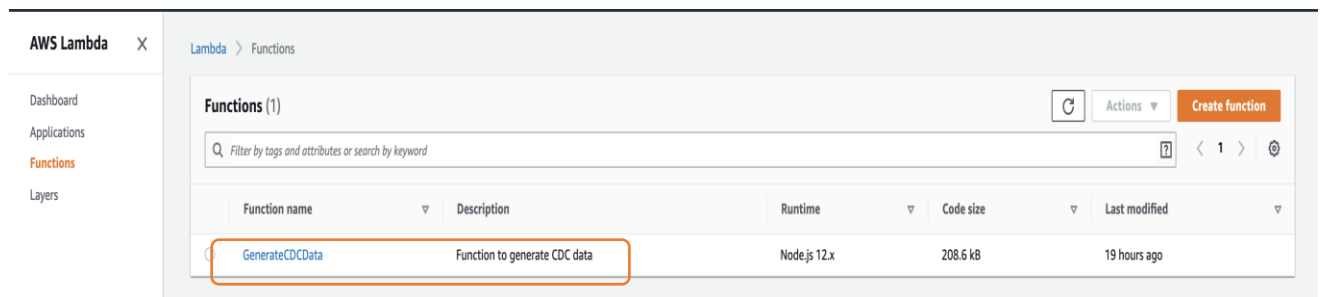 AWS Lambda X
Lambda > Functions
Dashboard
Applications
Functions
Layers
Functions (1)
Actions ▼ Create function
Filter by tags and attributes or search by keyword
? < 1 >
Function name Description Runtime Code size Last modified
GenerateCDCData Function to generate CDC data Node.js 12.x 208.6 kB 19 hours ago